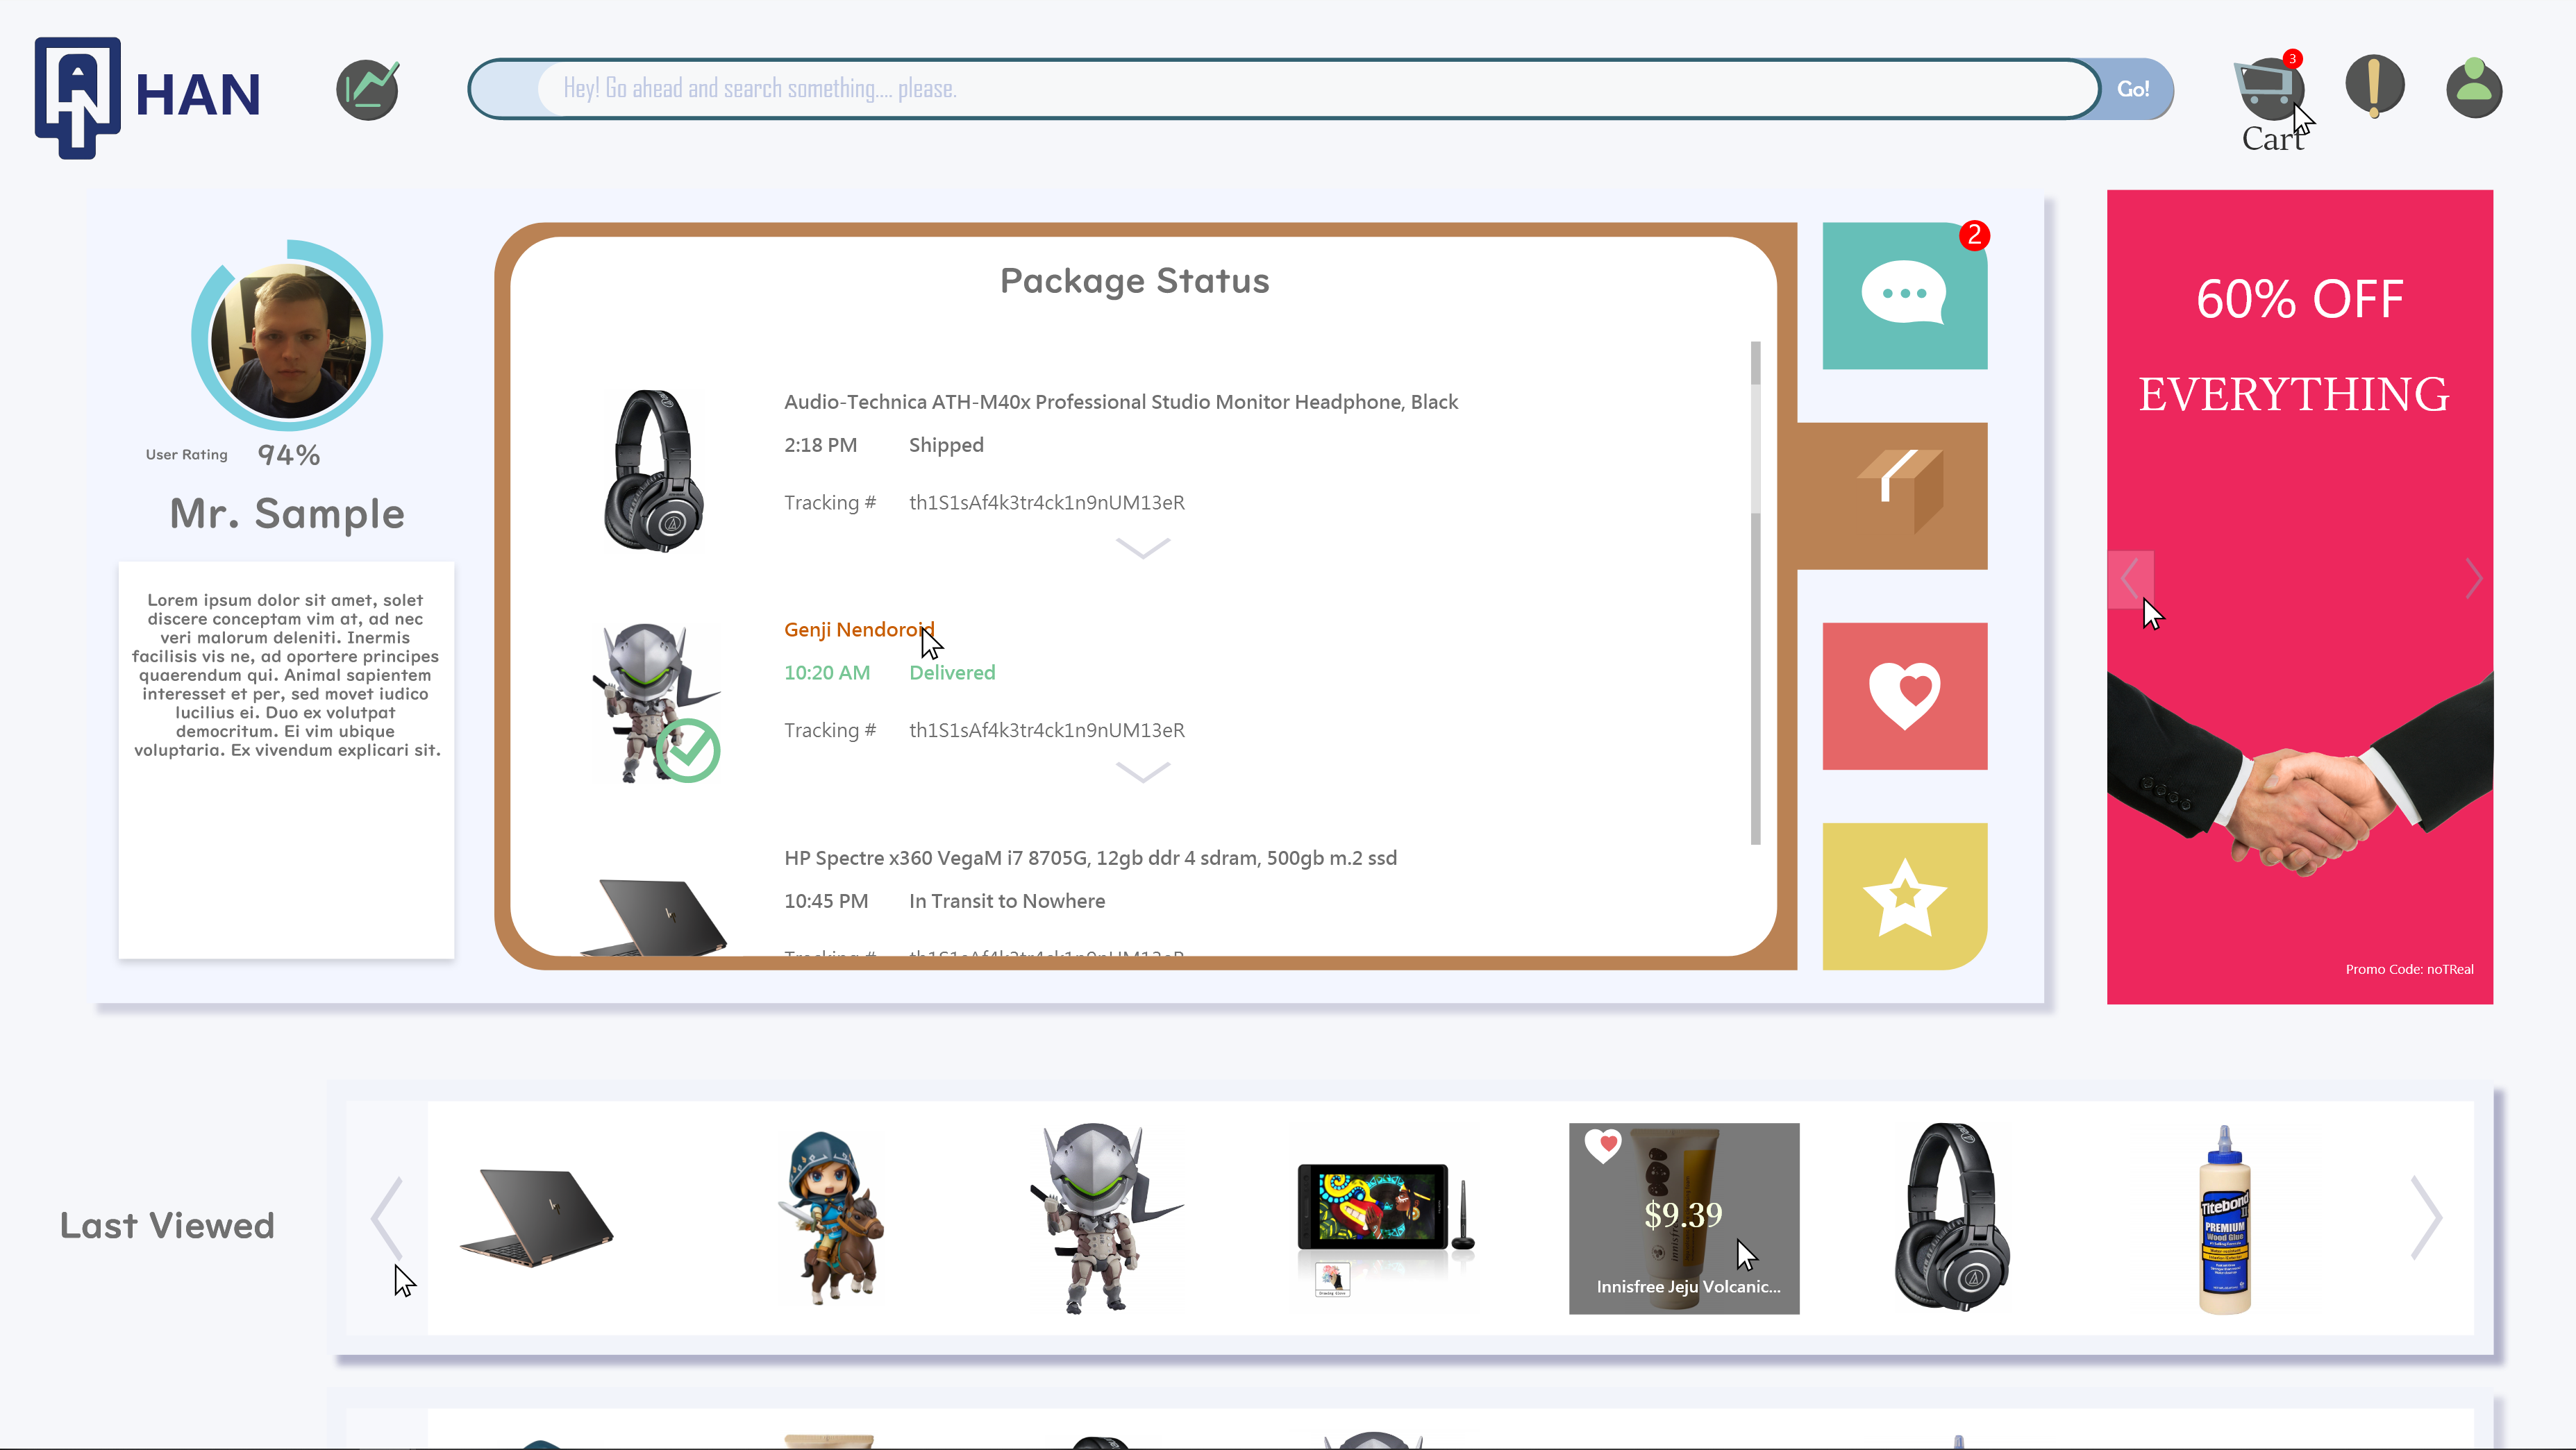 HAN
Hey! Go ahead and search something.... please.
Go!
3
Cart
2
Package Status
User Rating 94%
Mr. Sample
Lorem ipsum dolor sit amet, solet
discere conceptam vim at, ad nec
veri malorum deleniti. Inermis
facilisis vis ne, ad oportere principes
quaerendum qui. Animal sapientem
interesset et per, sed movet iudico
lucilius ei. Duo ex volutpat
democritum. Ei vim ubique
voluptaria. Ex vivendum explicari sit.
Audio-Technica ATH-M40x Professional Studio Monitor Headphone, Black
2:18 PM Shipped
Tracking # th1S1sAf4k3tr4ck1n9nUM13eR
Genji Nendoroid
10:20 AM Delivered
Tracking # th1S1sAf4k3tr4ck1n9nUM13eR
HP Spectre x360 VegaM i7 8705G, 12gb ddr 4 sdram, 500gb m.2 ssd
10:45 PM In Transit to Nowhere
Tracking # th1S1sAf4k3tr4ck1n9nUM13eR
60% OFF
EVERYTHING
Promo Code: noTReal
Last Viewed
$9.39
innisfree
Innisfree Jeju Volcanic...
Titebond
II
PREMIUM
Wood Glue